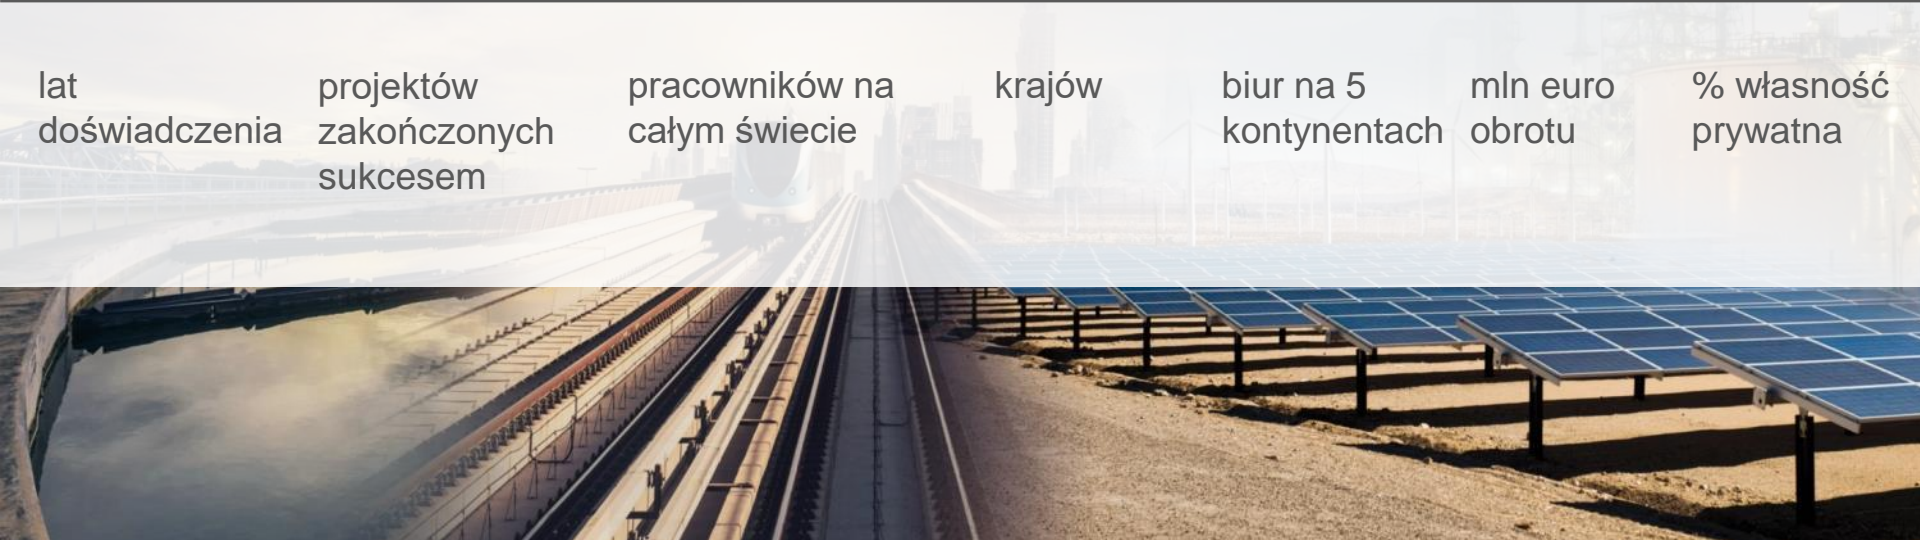 lat
doświadczenia
projektów
zakończonych
sukcesem
pracowników na
całym świecie
krajów
biur na 5
kontynentach
mln euro
obrotu
% własność
prywatna